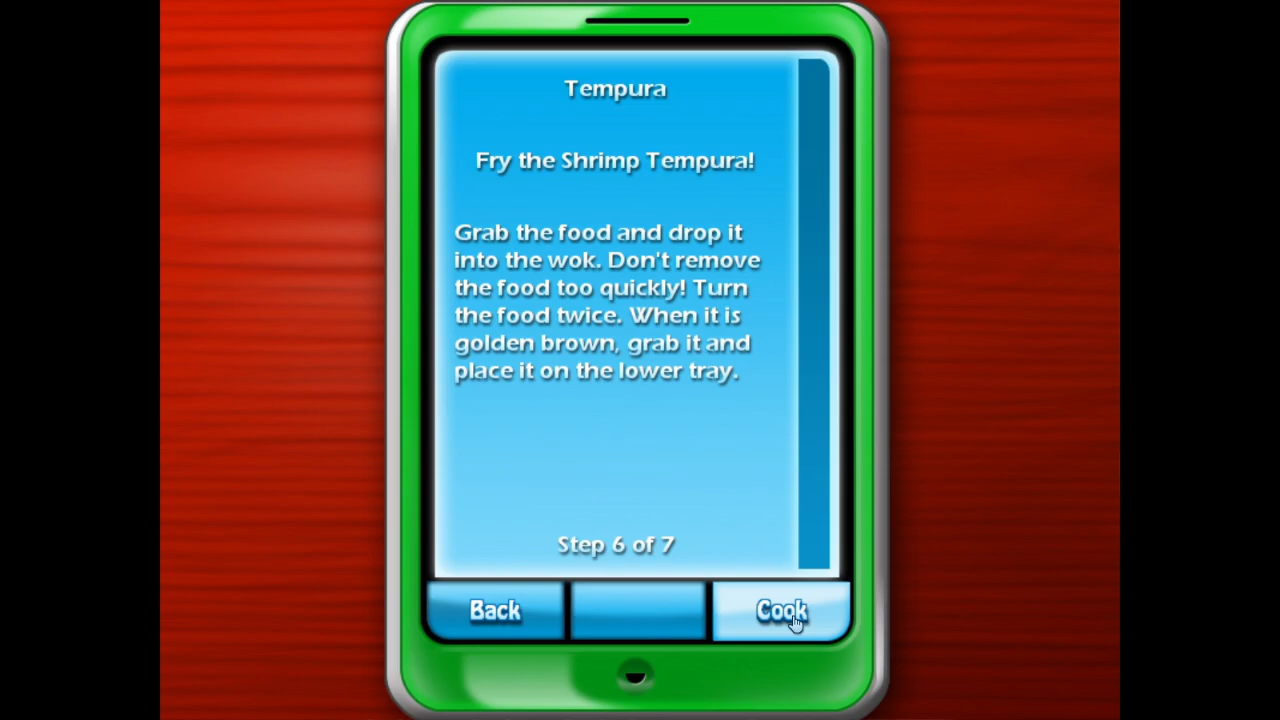 Tempura
Fry the Shrimp Tempura!
Grab the food and drop it
into the wok. Don't remove
the food too quickly! Turn
the food twice. When it is
golden brown, grab it and
place it on the lower tray.
Step 6 of 7
Back
Cook